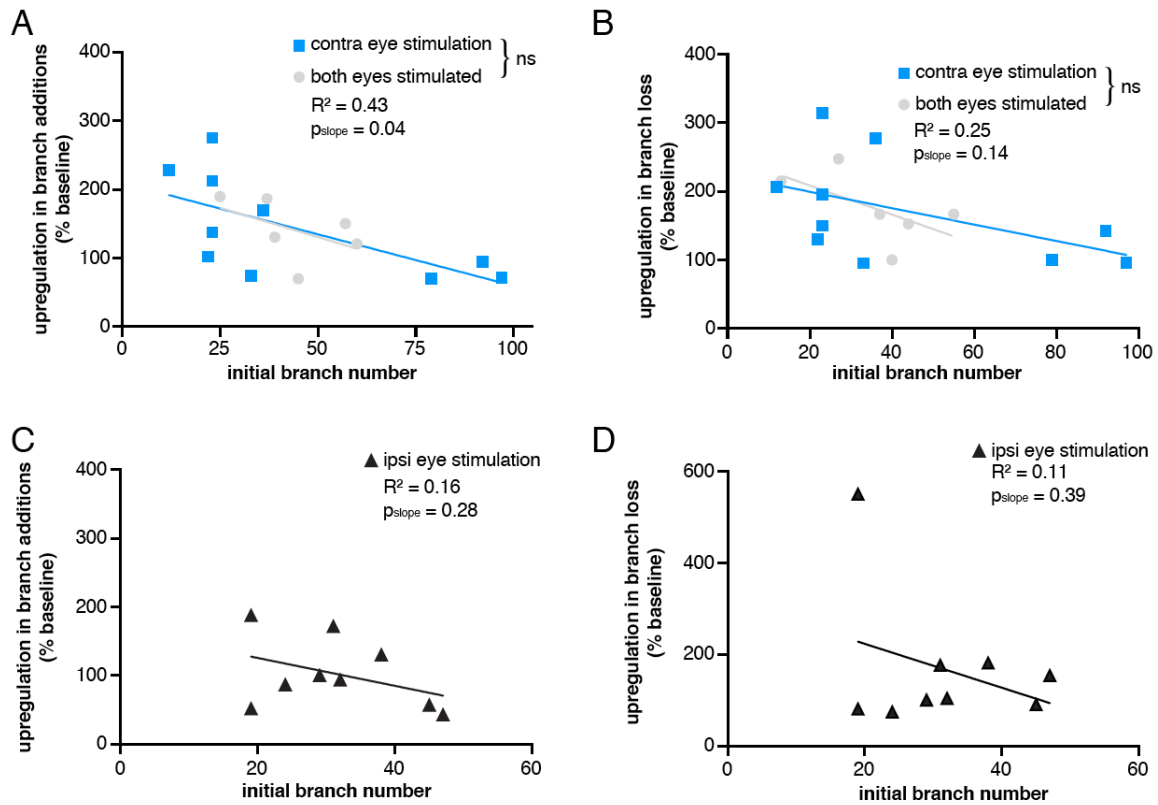 A
contra eye stimulation
both eyes stimulated
ns
R² = 0.43
pslope = 0.04
upregulation in branch additions
(% baseline)
400
300
200
100
0
0 25 50 75 100
initial branch number
B
contra eye stimulation
both eyes stimulated
ns
R² = 0.25
pslope = 0.14
upregulation in branch loss
(% baseline)
400
300
200
100
0
0 20 40 60 80 100
initial branch number
C
ipsi eye stimulation
R² = 0.16
pslope = 0.28
upregulation in branch additions
(% baseline)
400
300
200
100
0
0 20 40 60
initial branch number
D
ipsi eye stimulation
R² = 0.11
pslope = 0.39
upregulation in branch loss
(% baseline)
600
400
200
0
0 20 40 60
initial branch number